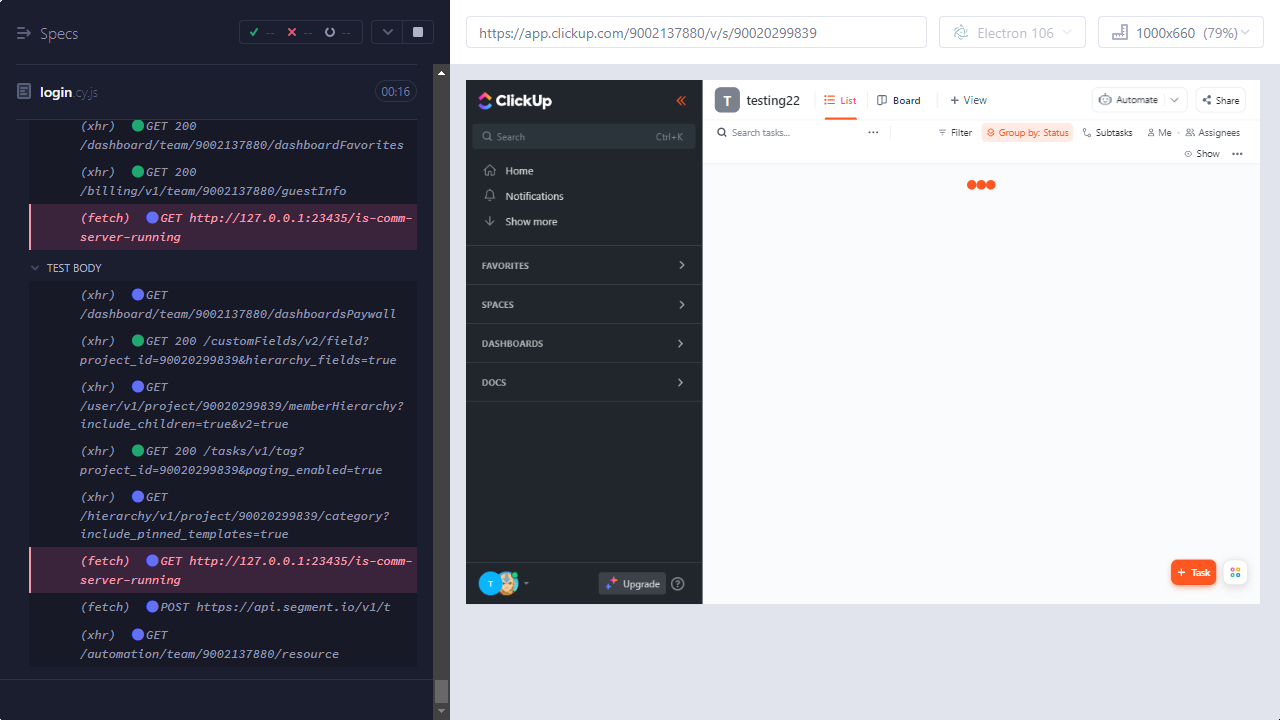 Specs
-- -- --
login.cy.js 00:16
(xhr) GET 200
/dashboard/team/9002137880/dashboardFavorites
(xhr) GET 200
/billing/v1/team/9002137880/guestInfo
(fetch) GET http://127.0.0.1:23435/is-comm-
server-running
TEST BODY
(xhr) GET
/dashboard/team/9002137880/dashboardsPaywall
(xhr) GET 200 /customFields/v2/field?
project_id=90020299839&hierarchy_fields=true
(xhr) GET
/user/v1/project/90020299839/memberHierarchy?
include_children=true&v2=true
(xhr) GET 200 /tasks/v1/tag?
project_id=90020299839&paging_enabled=true
(xhr) GET
/hierarchy/v1/project/90020299839/category?
include_pinned_templates=true
(fetch) GET http://127.0.0.1:23435/is-comm-
server-running
(fetch) POST https://api.segment.io/v1/t
(xhr) GET
/automation/team/9002137880/resource
https://app.clickup.com/9002137880/v/s/90020299839
Electron 106
1000x660 (79%)
ClickUp
Search Ctrl+K
Home
Notifications
Show more
FAVORITES
SPACES
DASHBOARDS
DOCS
T
Upgrade
T testing22 List Board + View Automate Share
Search tasks... Filter Group by: Status Subtasks Me Assignees
Show
+ Task